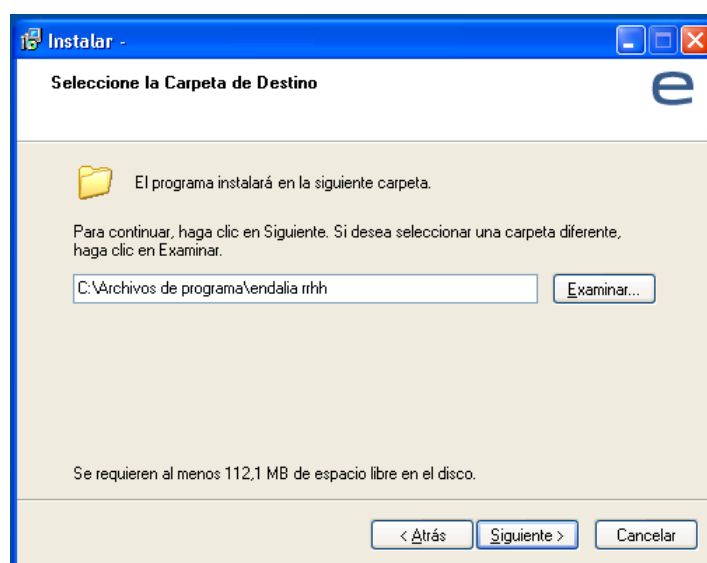 Instalar -
Seleccione la Carpeta de Destino
e
El programa instalará en la siguiente carpeta.
Para continuar, haga clic en Siguiente. Si desea seleccionar una carpeta diferente,
haga clic en Examinar.
C:\Archivos de programa\endalia rrhh
Examinar...
Se requieren al menos 112,1 MB de espacio libre en el disco.
< Atrás
Siguiente >
Cancelar